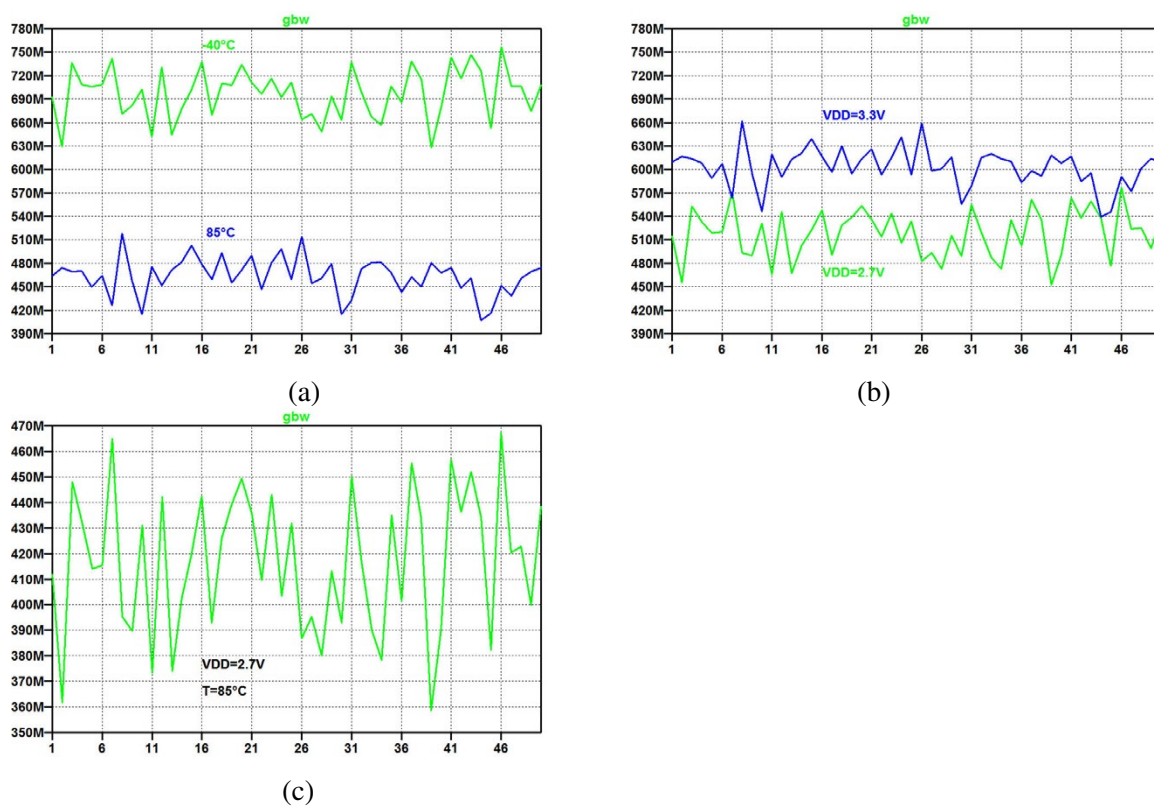 gbw
780M
-40°C
750M
720M
690M
660M
630M
600M
570M
540M
85°C
510M
480M
450M
420M
390M
1 6 11 16 21 26 31 36 41 46
(a)
gbw
780M
750M
720M
690M
VDD=3.3V
660M
630M
600M
570M
540M
510M
480M
VDD=2.7V
450M
420M
390M
1 6 11 16 21 26 31 36 41 46
(b)
gbw
470M
460M
450M
440M
430M
420M
410M
400M
390M
380M
VDD=2.7V
370M
T=85°C
360M
350M
1 6 11 16 21 26 31 36 41 46
(c)